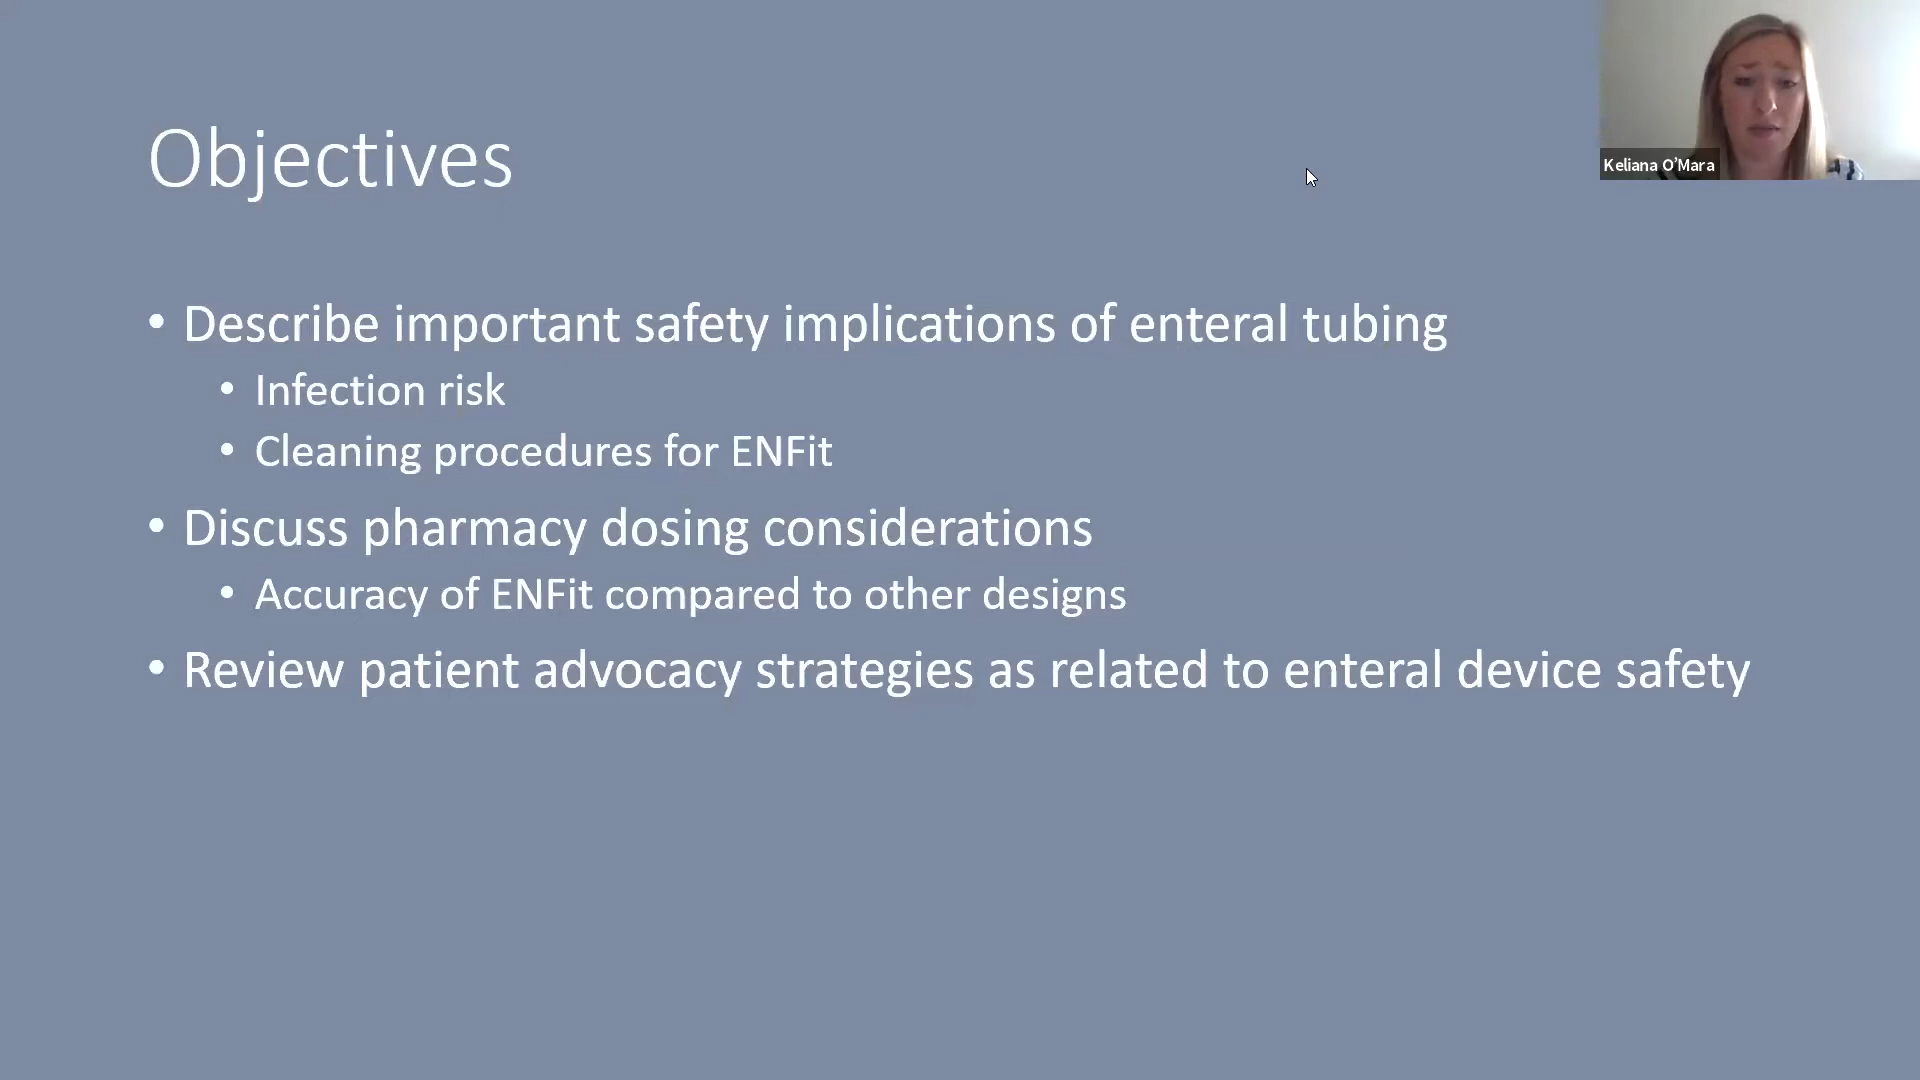 Objectives
Keliana O'Mara
• Describe important safety implications of enteral tubing
• Infection risk
• Cleaning procedures for ENFit
• Discuss pharmacy dosing considerations
• Accuracy of ENFit compared to other designs
• Review patient advocacy strategies as related to enteral device safety